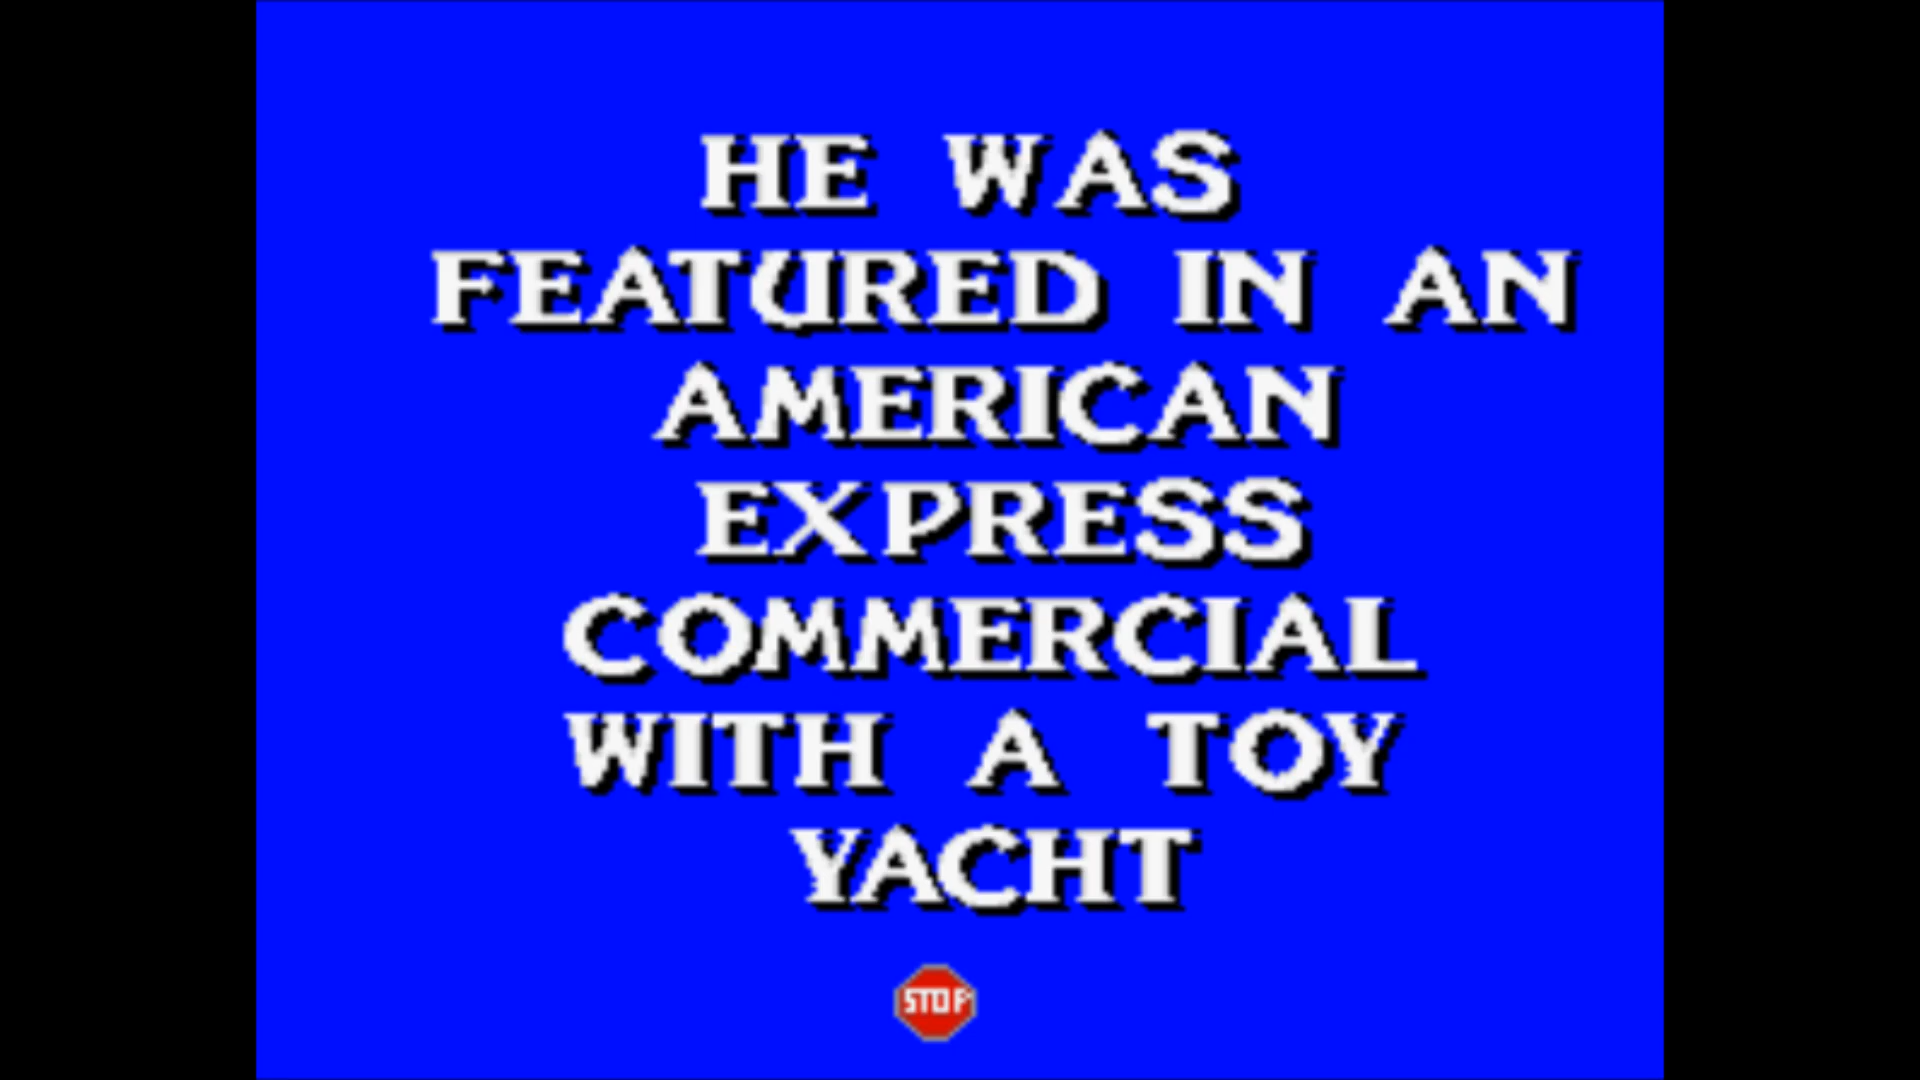 HE WAS
FEATURED IN AN
AMERICAN
EXPRESS
COMMERCIAL
WITH A TOY
YACHT
STOP